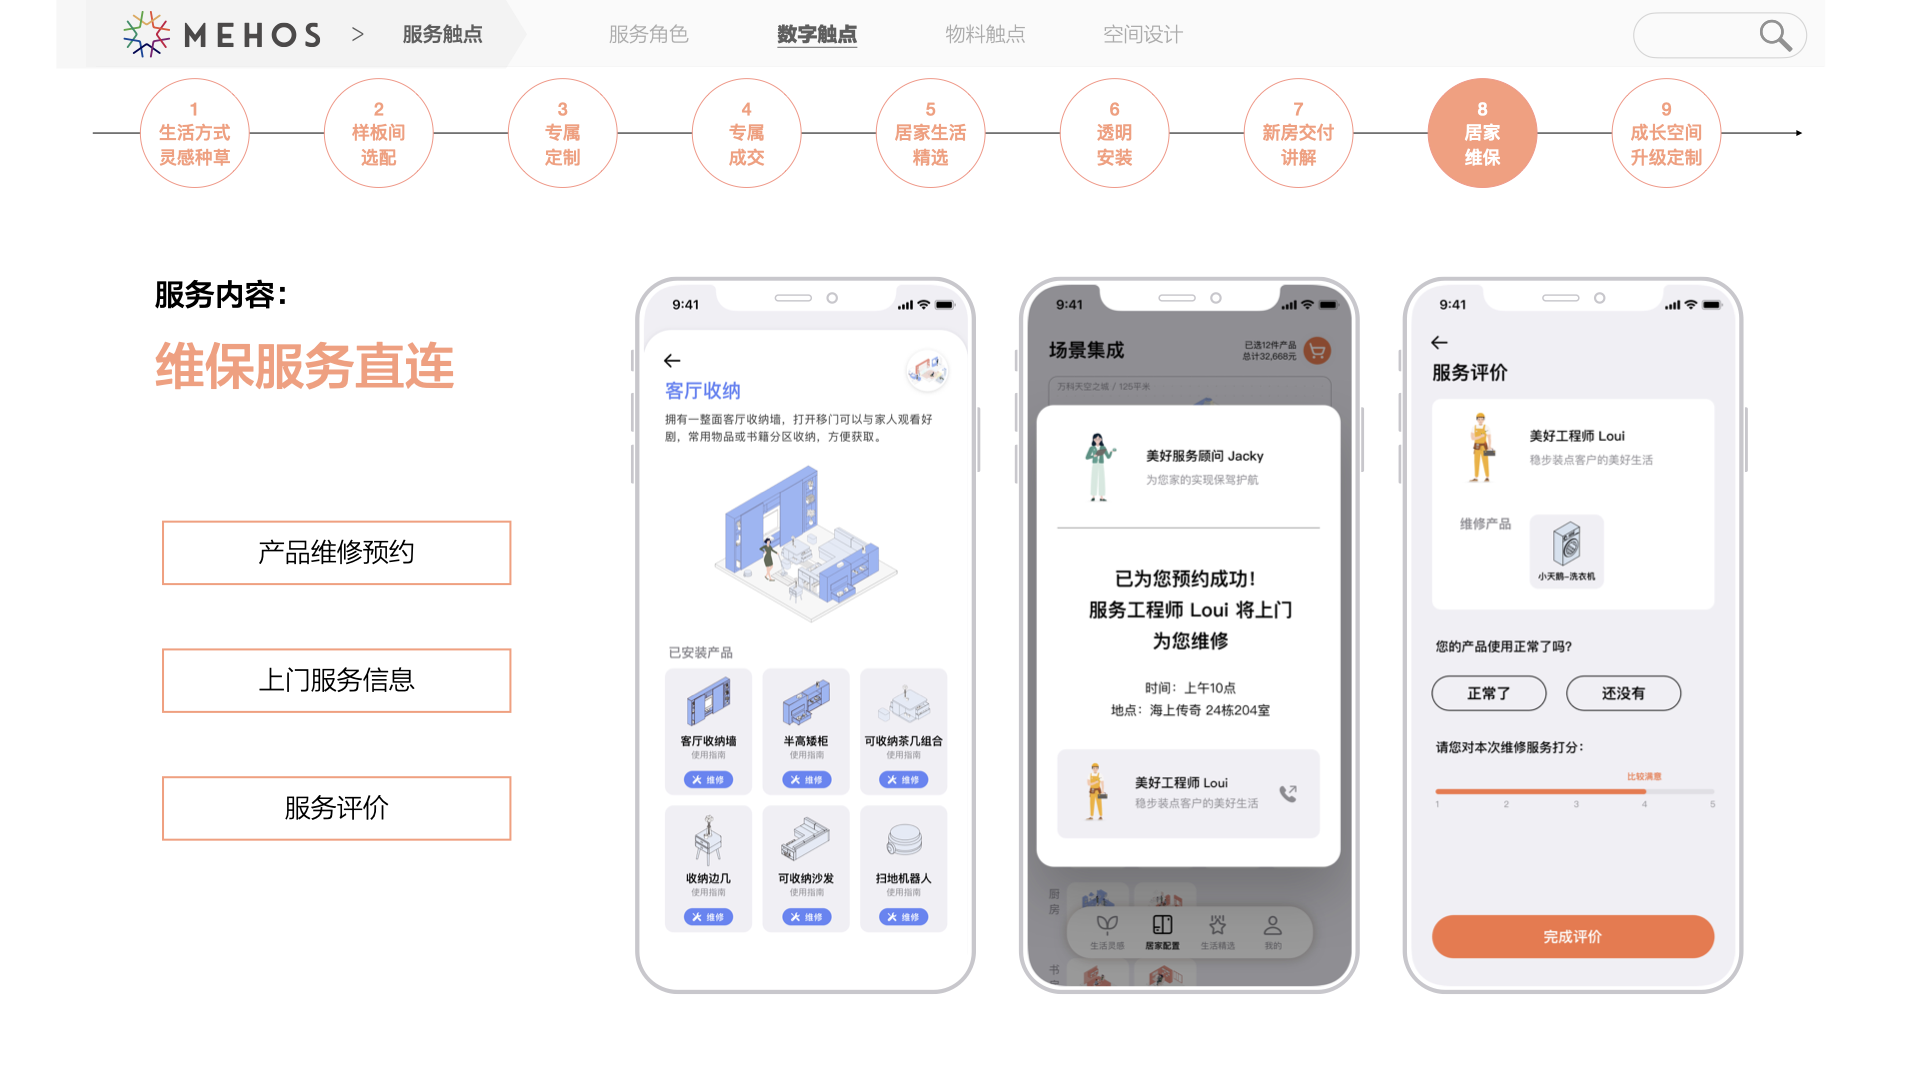 MEHOS > 服务触点 服务角色 数字触点 物料触点 空间设计
1
生活方式
灵感种草
2
样板间
选配
3
专属
定制
4
专属
成交
5
居家生活
精选
6
透明
安装
7
新房交付
讲解
8
居家
维保
9
成长空间
升级定制
服务内容：
维保服务直连
产品维修预约
上门服务信息
服务评价
9:41
客厅收纳
拥有一整面客厅收纳墙，打开移门可以与家人观看好
剧，常用物品或书籍分区收纳，方便获取。
已安装产品
客厅收纳墙
使用指南
维修
半高矮柜
使用指南
维修
可收纳茶几组合
使用指南
维修
收纳边几
使用指南
维修
可收纳沙发
使用指南
维修
扫地机器人
使用指南
维修
9:41
场景集成
已选12件产品
总计32,668元
万科天空之城 / 125平米
美好服务顾问 Jacky
为您家的实现保驾护航
已为您预约成功！
服务工程师 Loui 将上门
为您维修
时间：上午10点
地点：海上传奇 24栋204室
美好工程师 Loui
稳步装点客户的美好生活
厨
房
生活灵感
居家配置
生活精选
我的
书
9:41
服务评价
美好工程师 Loui
稳步装点客户的美好生活
维修产品
小天鹅-洗衣机
您的产品使用正常了吗？
正常了
还没有
请您对本次维修服务打分：
比较满意
1 2 3 4 5
完成评价